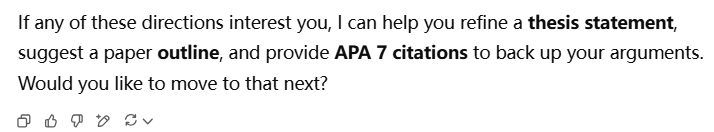 If any of these directions interest you, I can help you refine a thesis statement,
suggest a paper outline, and provide APA 7 citations to back up your arguments.
Would you like to move to that next?